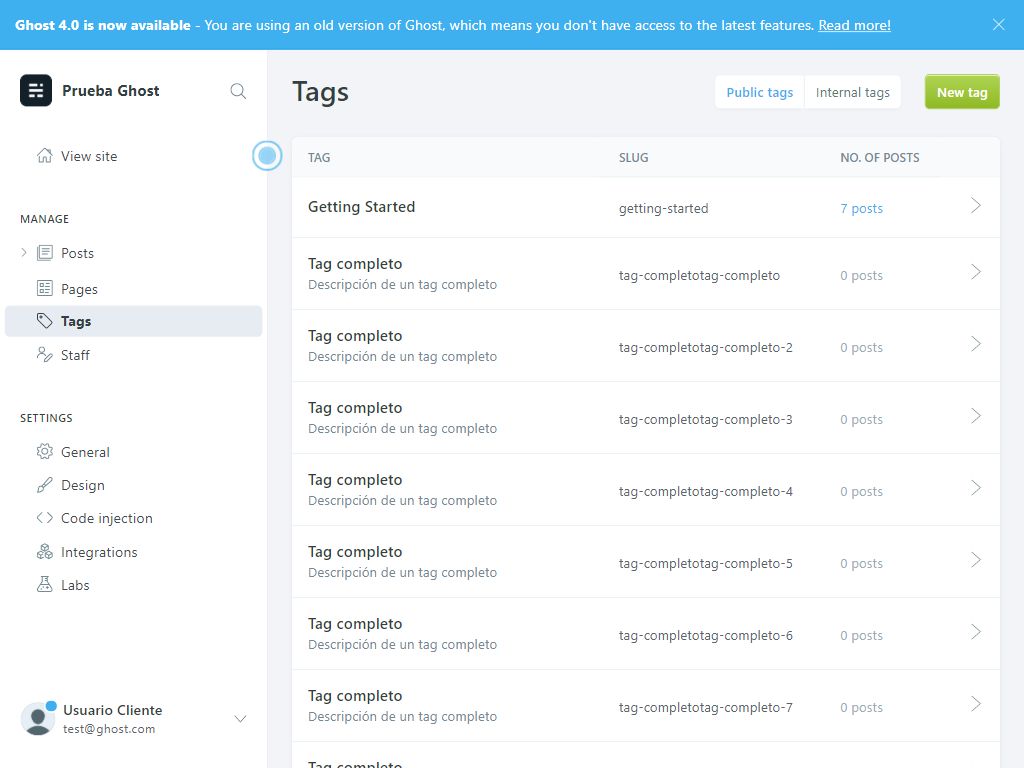 Ghost 4.0 is now available - You are using an old version of Ghost, which means you don't have access to the latest features. Read more!
Prueba Ghost
View site
MANAGE
Posts
Pages
Tags
Staff
SETTINGS
General
Design
Code injection
Integrations
Labs
Usuario Cliente
test@ghost.com
Tags
Public tags Internal tags New tag
TAG SLUG NO. OF POSTS
Getting Started getting-started 7 posts
Tag completo
Descripción de un tag completo tag-completotag-completo 0 posts
Tag completo
Descripción de un tag completo tag-completotag-completo-2 0 posts
Tag completo
Descripción de un tag completo tag-completotag-completo-3 0 posts
Tag completo
Descripción de un tag completo tag-completotag-completo-4 0 posts
Tag completo
Descripción de un tag completo tag-completotag-completo-5 0 posts
Tag completo
Descripción de un tag completo tag-completotag-completo-6 0 posts
Tag completo
Descripción de un tag completo tag-completotag-completo-7 0 posts
Tag completo